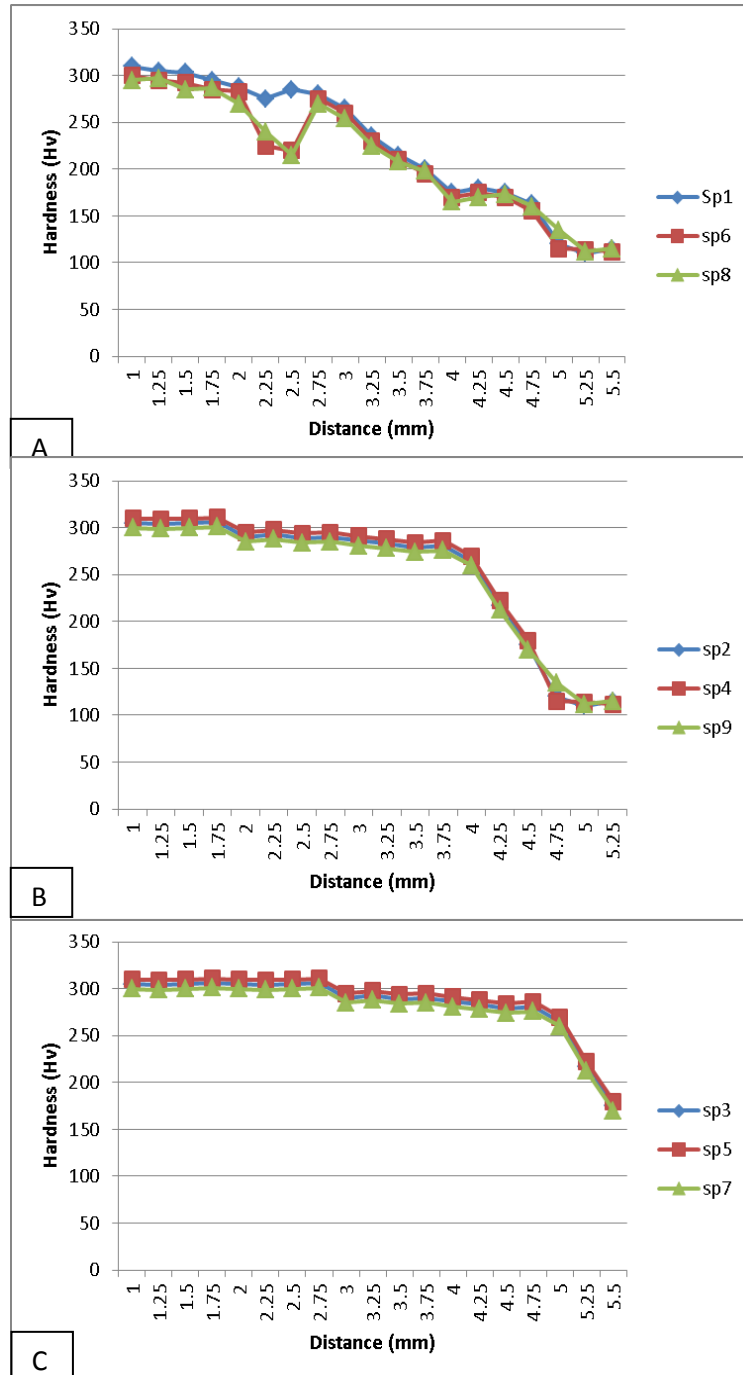 350
300
250
200
150
100
50
0
Hardness (Hv)
1 1.25 1.5 1.75 2 2.25 2.5 2.75 3 3.25 3.5 3.75 4 4.25 4.5 4.75 5 5.25 5.5
Distance (mm)
Sp1
sp6
sp8
A
350
300
250
200
150
100
50
0
Hardness (Hv)
1 1.25 1.5 1.75 2 2.25 2.5 2.75 3 3.25 3.5 3.75 4 4.25 4.5 4.75 5 5.25
Distance (mm)
sp2
sp4
sp9
B
350
300
250
200
150
100
50
0
Hardness (Hv)
1 1.25 1.5 1.75 2 2.25 2.5 2.75 3 3.25 3.5 3.75 4 4.25 4.5 4.75 5 5.25 5.5
Distance (mm)
sp3
sp5
sp7
C